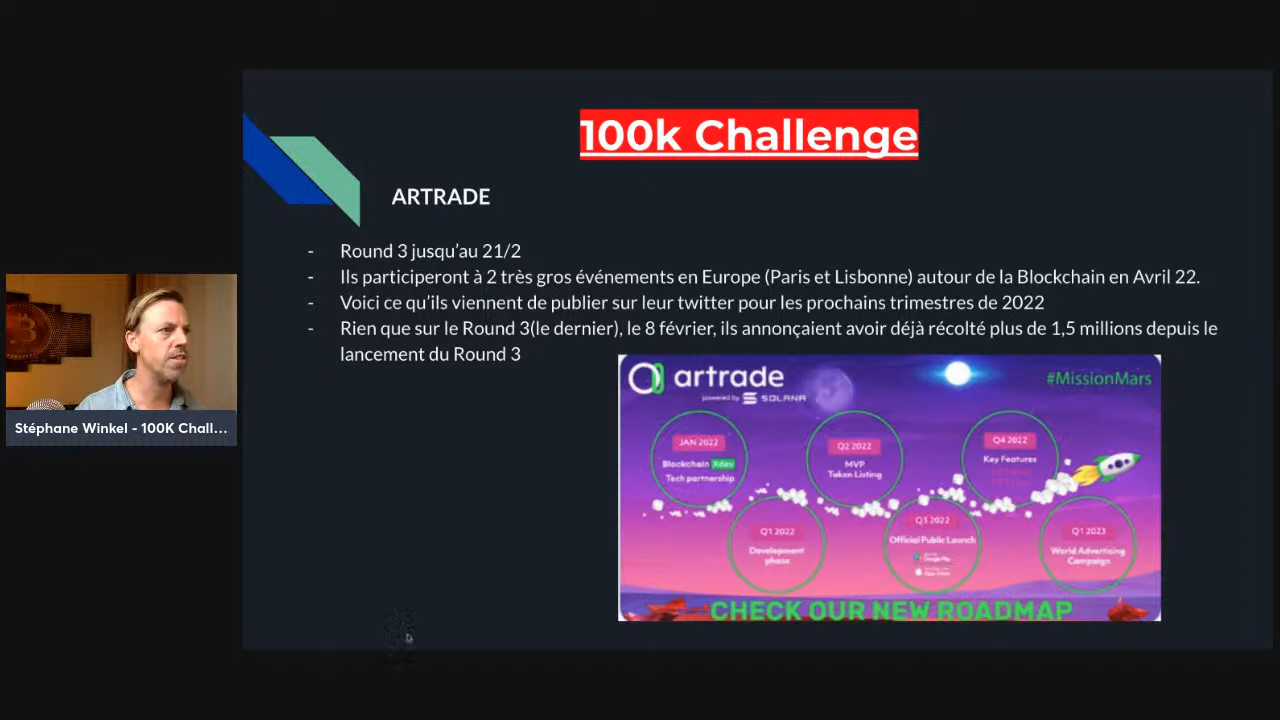 100k Challenge
ARTRADE
- Round 3 jusqu’au 21/2
- Ils participeront à 2 très gros événements en Europe (Paris et Lisbonne) autour de la Blockchain en Avril 22.
- Voici ce qu’ils viennent de publier sur leur twitter pour les prochains trimestres de 2022
- Rien que sur le Round 3(le dernier), le 8 février, ils annonçaient avoir déjà récolté plus de 1,5 millions depuis le
lancement du Round 3
artrade
powered by SOLANA
#MissionMars
JAN 2022
Blockchain Xdev
Tech partnership
Q2 2022
MVP
Token Listing
Q4 2022
Key Features
Q1 2022
Development
phase
Q3 2022
Official Public Launch
Google Play
App Store
Q1 2023
World Advertising
Campaign
CHECK OUR NEW ROADMAP
Stéphane Winkel - 100K Chall...